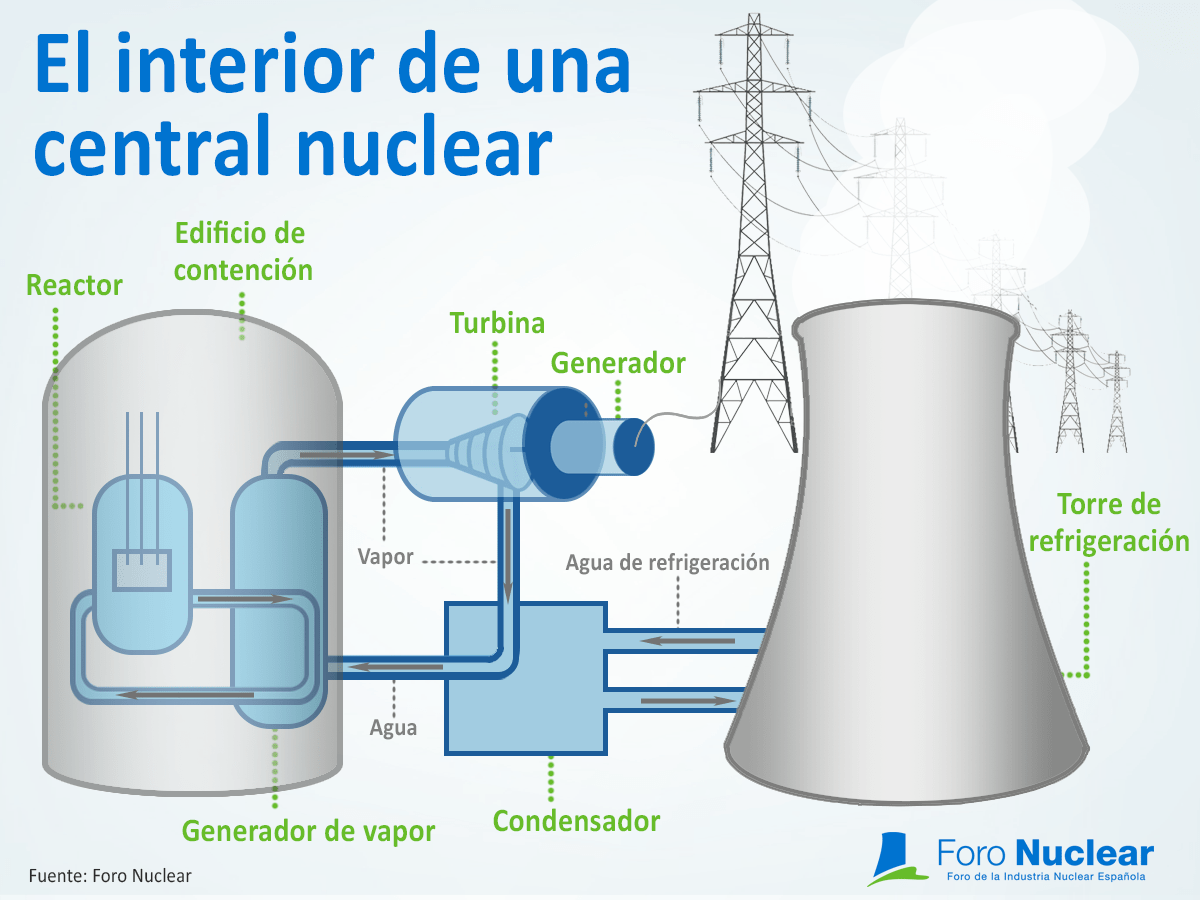 El interior de una
central nuclear
Edificio de
contención
Reactor
Turbina
Generador
Vapor
Agua de refrigeración
Torre de
refrigeración
Agua
Generador de vapor
Condensador
Fuente: Foro Nuclear
Foro Nuclear
Foro de la Industria Nuclear Española